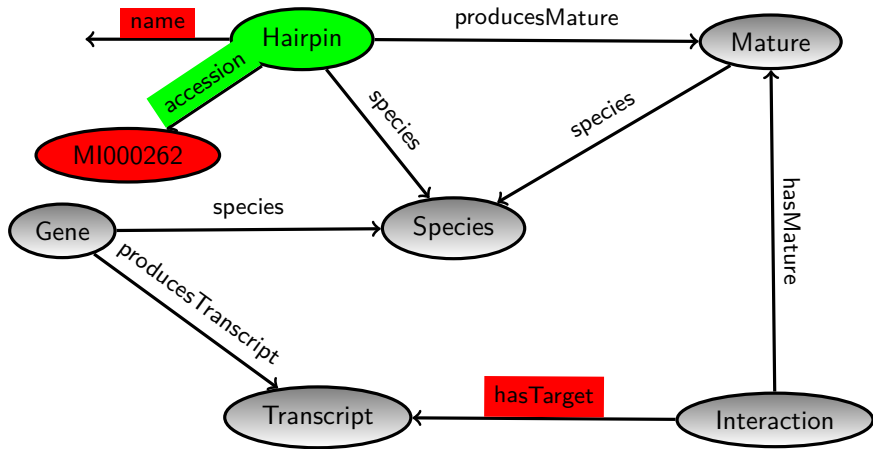 name
Hairpin
producesMature
Mature
accession
species
species
MI000262
hasMature
Gene
species
Species
producesTranscript
hasTarget
Transcript
Interaction